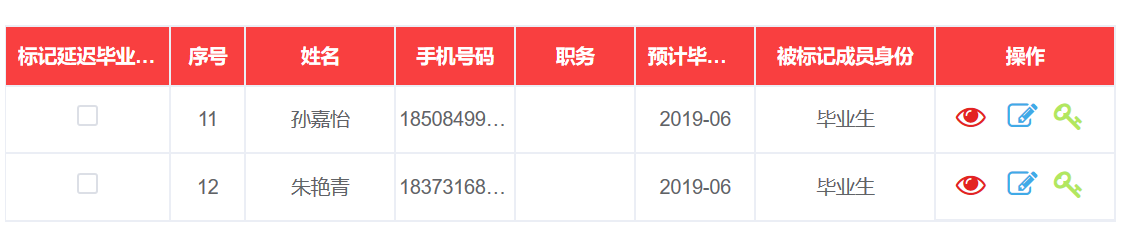 标记延迟毕业... 序号 姓名 手机号码 职务 预计毕... 被标记成员身份 操作
11 孙嘉怡 18508499... 2019-06 毕业生
12 朱艳青 18373168... 2019-06 毕业生